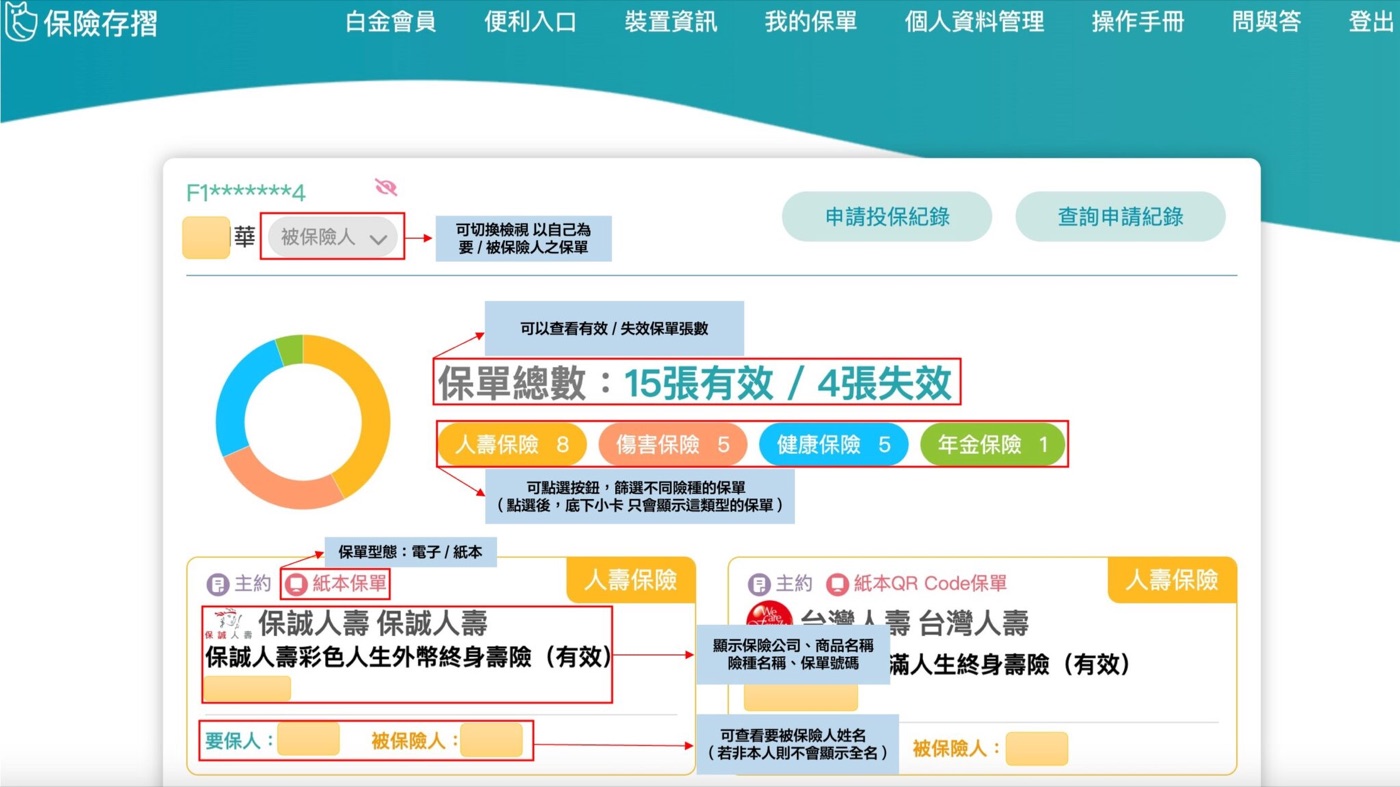 保險存摺
白金會員 便利入口 裝置資訊 我的保單 個人資料管理 操作手冊 問與答 登出
F1*******4
華 被保險人
可切換檢視 以自己為
要 / 被保險人之保單
申請投保紀錄 查詢申請紀錄
可以查看有效 / 失效保單張數
保單總數：15張有效 / 4張失效
人壽保險 8 傷害保險 5 健康保險 5 年金保險 1
可點選按鈕，篩選不同險種的保單
（點選後，底下小卡 只會顯示這類型的保單）
保單型態：電子 / 紙本
主約 紙本保單 人壽保險
保誠人壽
保誠人壽 保誠人壽
保誠人壽彩色人生外幣終身壽險（有效）
要保人： 被保險人：
主約 紙本QR Code保單 人壽保險
We are
台灣人壽 台灣人壽
滿人生終身壽險（有效）
顯示保險公司、商品名稱
險種名稱、保單號碼
可查看要被保險人姓名
（若非本人則不會顯示全名）
被保險人：